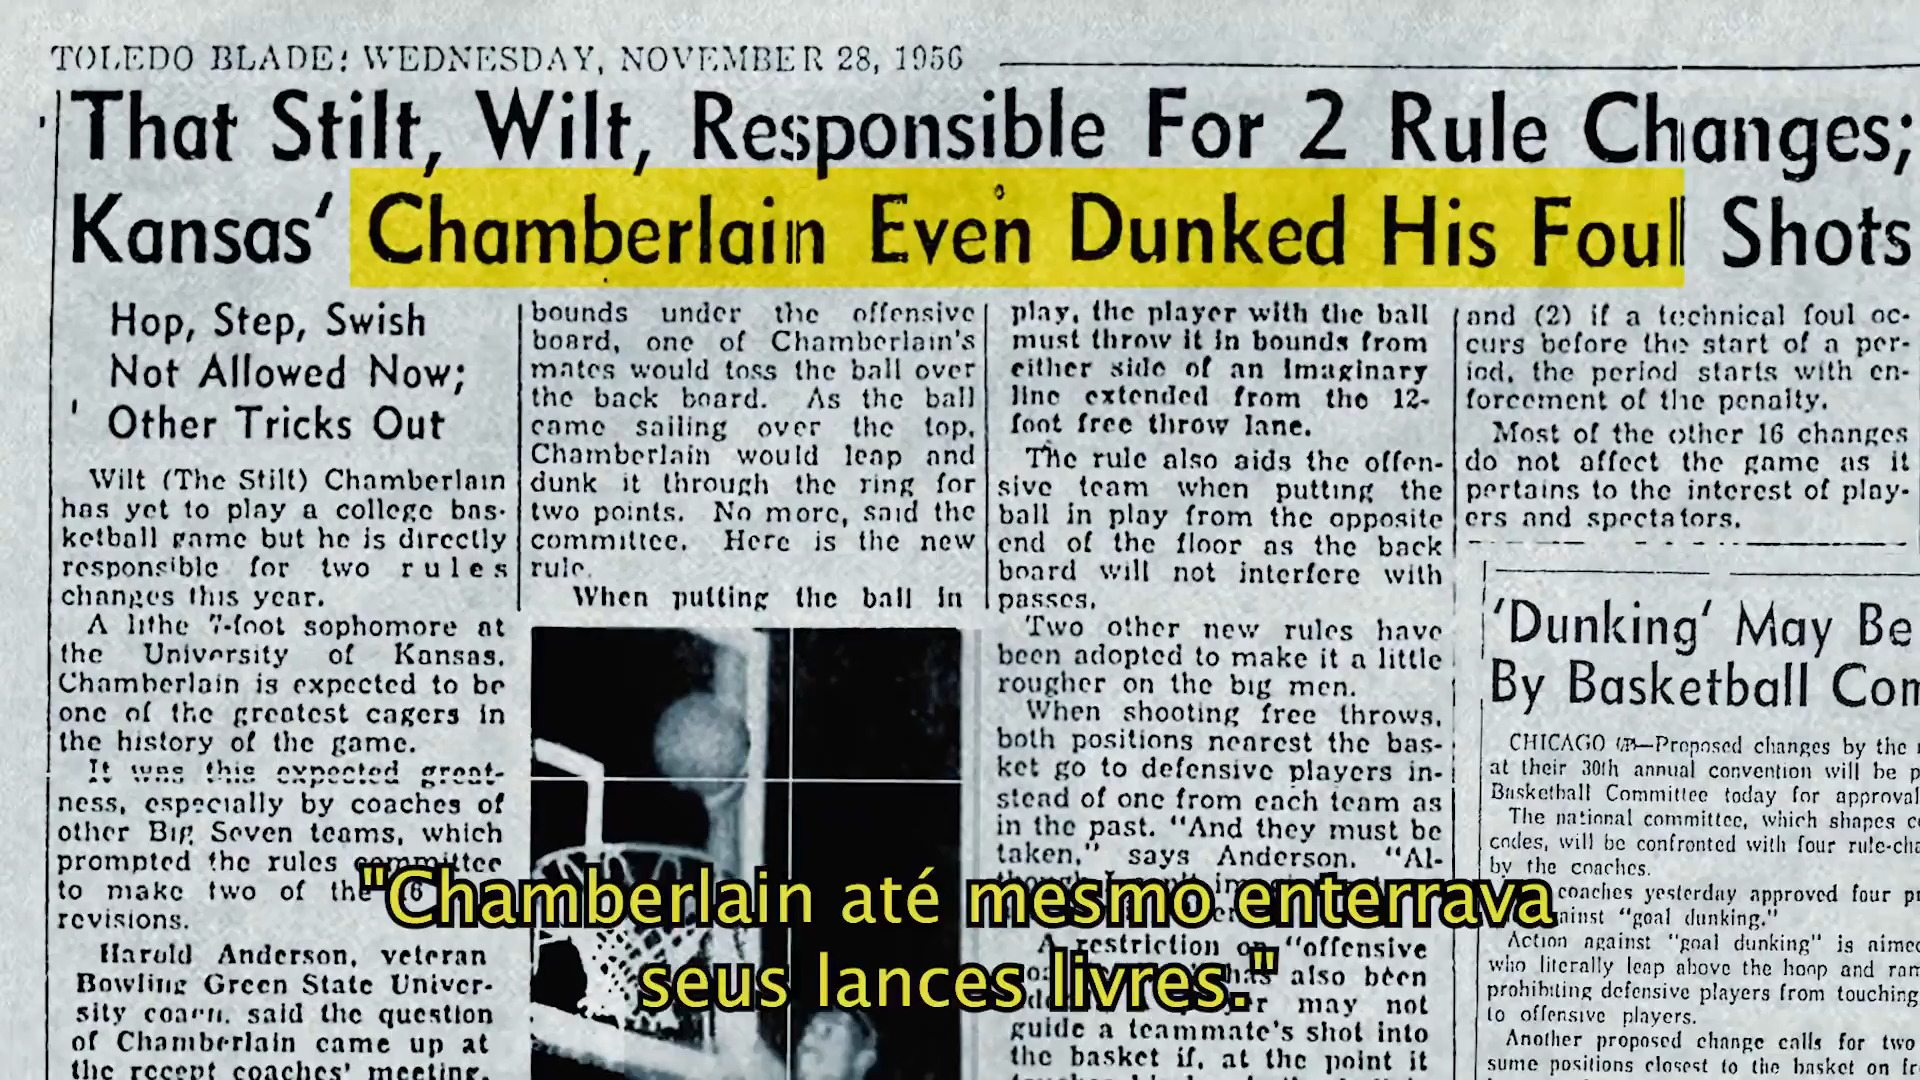 TOLEDO BLADE: WEDNESDAY, NOVEMBER 28, 1956
That Stilt, Wilt, Responsible For 2 Rule Changes;
Kansas' Chamberlain Even Dunked His Foul Shots
Hop, Step, Swish
Not Allowed Now;
Other Tricks Out
Wilt (The Stilt) Chamberlain
has yet to play a college bas-
ketball game but he is directly
responsible for two rules
changes this year.
A lithe 7-foot sophomore at
the University of Kansas,
Chamberlain is expected to be
one of the greatest cagers in
the history of the game.
It was this expected great-
ness, especially by coaches of
other Big Seven teams, which
prompted the rules committee
to make two of the
revisions.
Harold Anderson, veteran
Bowling Green State Univer-
sity coach, said the question
of Chamberlain came up at
the recent coaches' meeting.
bounds under the offensive
board, one of Chamberlain's
mates would toss the ball over
the back board. As the ball
came sailing over the top,
Chamberlain would leap and
dunk it through the ring for
two points. No more, said the
committee. Here is the new
rule.
When putting the ball in
play, the player with the ball
must throw it in bounds from
either side of an imaginary
line extended from the 12-
foot free throw lane.
The rule also aids the offen-
sive team when putting the
ball in play from the opposite
end of the floor as the back
board will not interfere with
passes.
Two other new rules have
been adopted to make it a little
rougher on the big men.
When shooting free throws,
both positions nearest the bas-
ket go to defensive players in-
stead of one from each team as
in the past. "And they must be
taken," says Anderson. "Al-
A restriction on "offensive
also been
may not
guide a teammate's shot into
the basket if, at the point it
and (2) if a technical foul oc-
curs before the start of a per-
iod, the period starts with en-
forcement of the penalty.
Most of the other 16 changes
do not affect the game as it
pertains to the interest of play-
ers and spectators.
'Dunking' May Be
By Basketball Com
CHICAGO (AP)—Proposed changes by the
at their 30th annual convention will be p
Basketball Committee today for approval
The national committee, which shapes c
codes, will be confronted with four rule-cha
by the coaches.
coaches yesterday approved four pr
ainst "goal dunking."
Action against "goal dunking" is aimed
who literally leap above the hoop and ram
prohibiting defensive players from touching
to offensive players.
Another proposed change calls for two
some positions closest to the basket on fr
"Chamberlain até mesmo enterrava
seus lances livres."